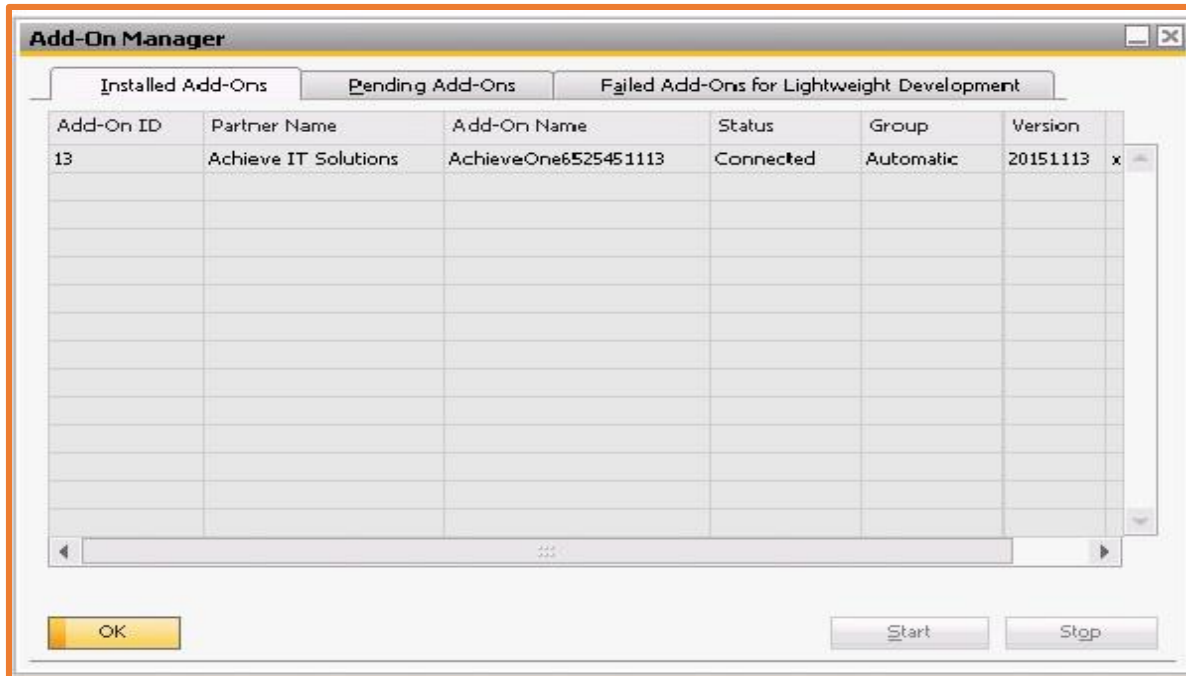 Add-On Manager
Installed Add-Ons Pending Add-Ons Failed Add-Ons for Lightweight Development
Add-On ID Partner Name Add-On Name Status Group Version
13 Achieve IT Solutions AchieveOne6525451113 Connected Automatic 20151113 x
OK Start Stop